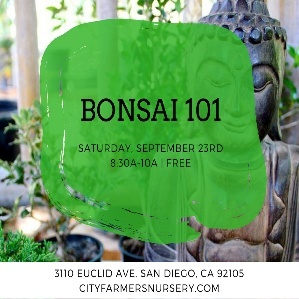 BONSAI 101
SATURDAY, SEPTEMBER 23RD
8:30A-10A | FREE
3110 EUCLID AVE. SAN DIEGO, CA 92105
CITYFARMERSNURSERY.COM